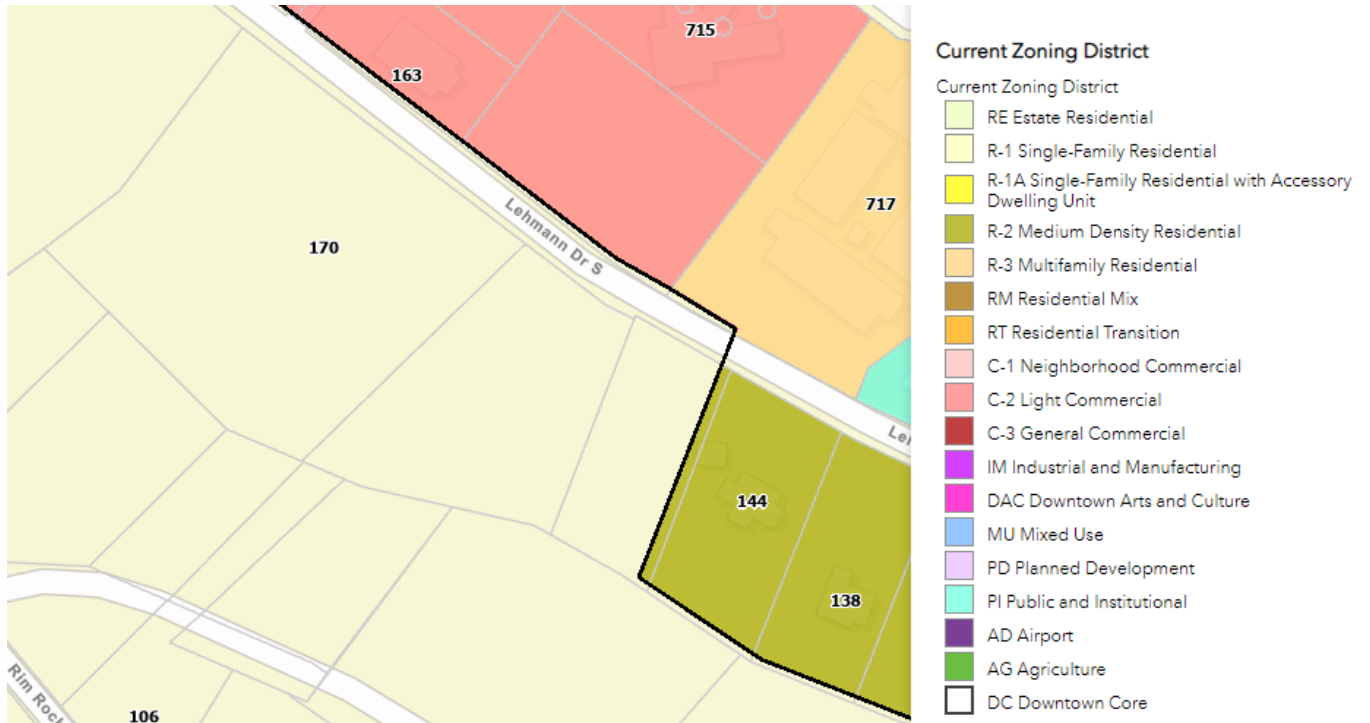 715
163
717
Lehmann Dr S
170
Leh
144
138
Rim Rock
106
Current Zoning District
Current Zoning District
RE Estate Residential
R-1 Single-Family Residential
R-1A Single-Family Residential with Accessory
Dwelling Unit
R-2 Medium Density Residential
R-3 Multifamily Residential
RM Residential Mix
RT Residential Transition
C-1 Neighborhood Commercial
C-2 Light Commercial
C-3 General Commercial
IM Industrial and Manufacturing
DAC Downtown Arts and Culture
MU Mixed Use
PD Planned Development
PI Public and Institutional
AD Airport
AG Agriculture
DC Downtown Core